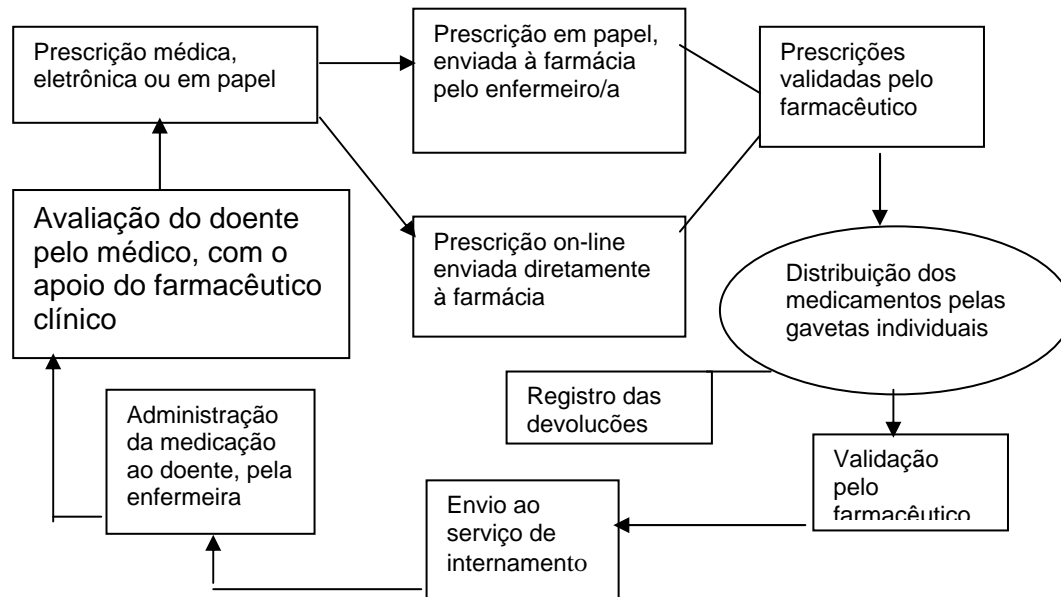 Prescrição médica,
eletrônica ou em papel
Prescrição em papel,
enviada à farmácia
pelo enfermeiro/a
Prescrições
validadas pelo
farmacêutico
Avaliação do doente
pelo médico, com o
apoio do farmacêutico
clínico
Prescrição on-line
enviada diretamente
à farmácia
Distribuição dos
medicamentos pelas
gavetas individuais
Registro das
devoluções
Administração
da medicação
ao doente, pela
enfermeira
Validação
pelo
farmacêutico
Envio ao
serviço de
internamento